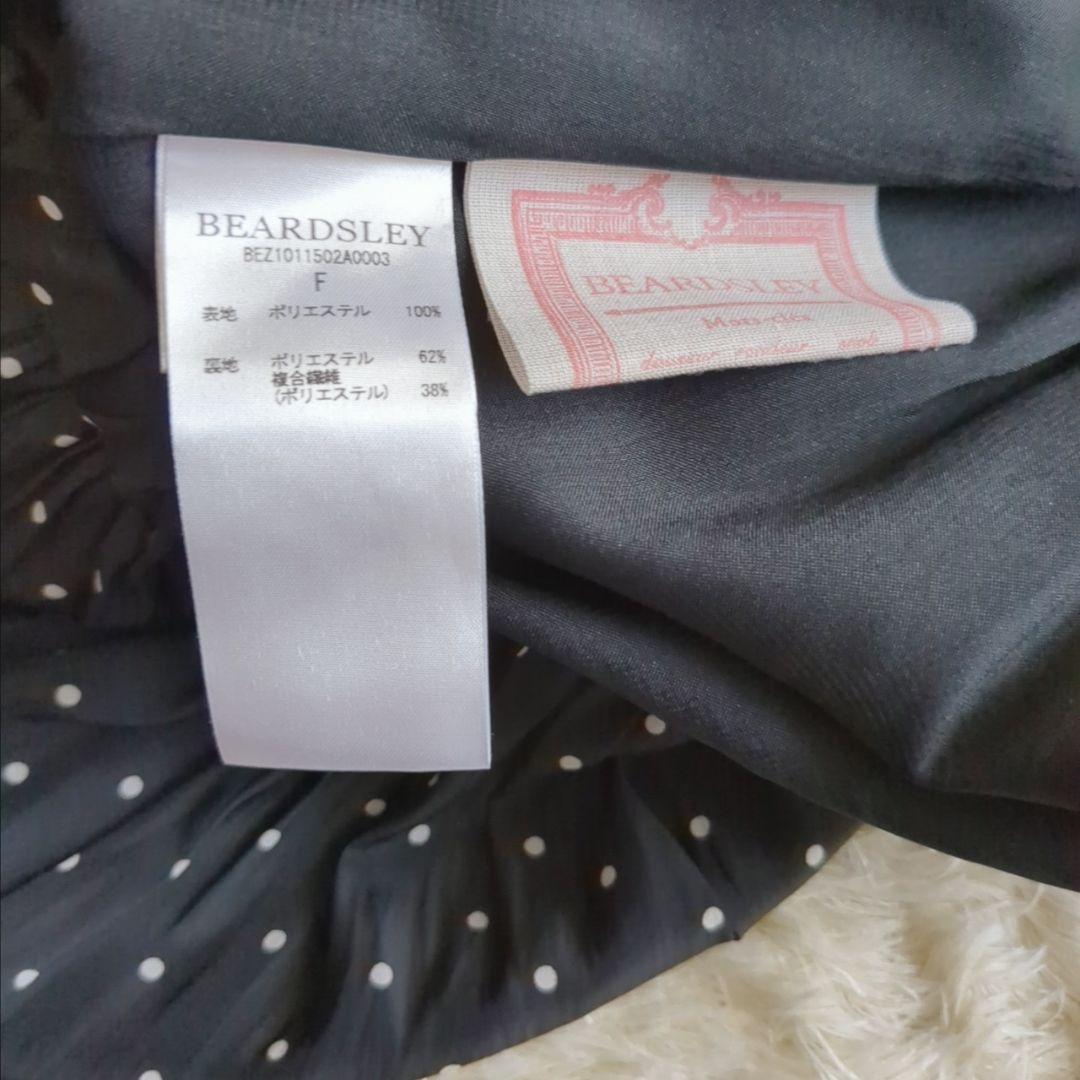 BEARDSLEY
BEZ1011502A0003
F
表地 ポリエステル 100%
裏地 ポリエステル 62%
複合繊維
(ポリエステル) 38%
BEARDSLEY